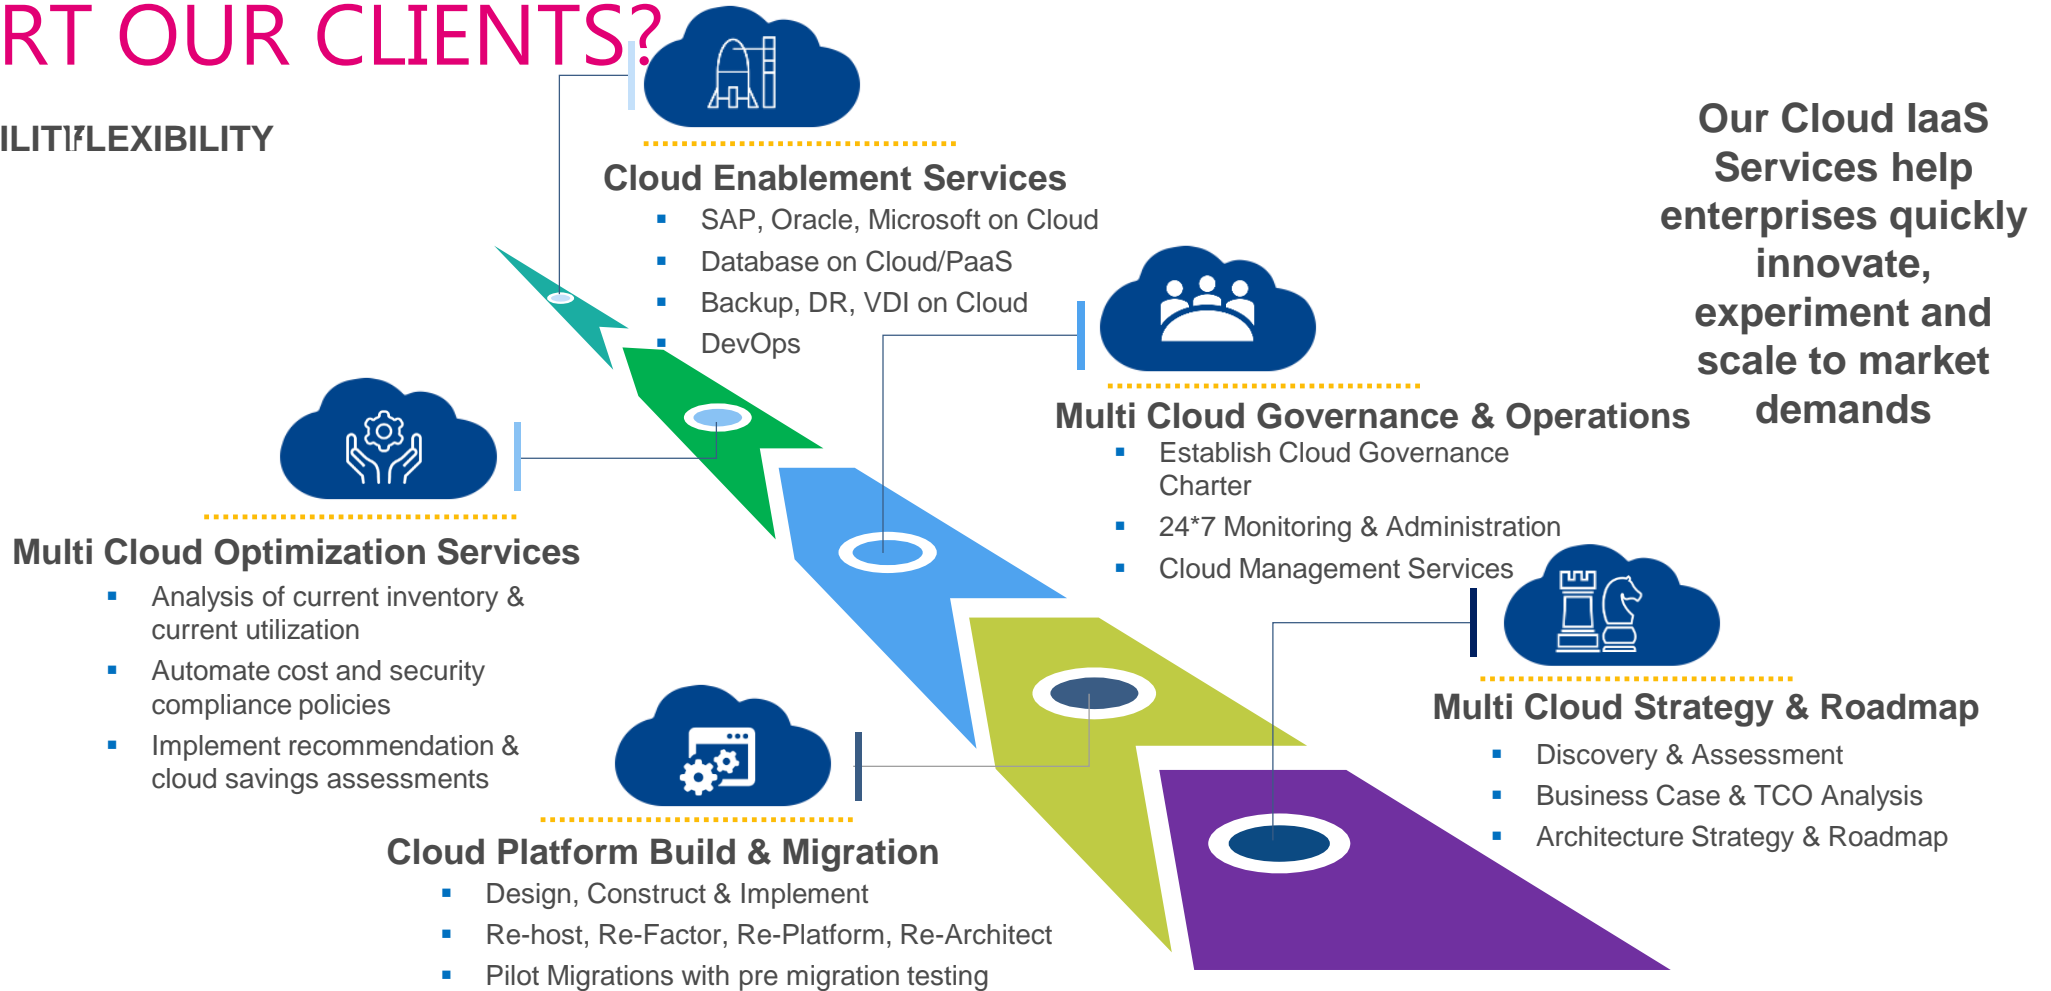 RT OUR CLIENTS?
FLEXIBILITY
Cloud Enablement Services
SAP, Oracle, Microsoft on Cloud
Database on Cloud/PaaS
Backup, DR, VDI on Cloud
DevOps
Our Cloud IaaS
Services help
enterprises quickly
innovate,
experiment and
scale to market
demands
Multi Cloud Governance & Operations
Establish Cloud Governance
Charter
24*7 Monitoring & Administration
Cloud Management Services
Multi Cloud Optimization Services
Analysis of current inventory &
current utilization
Automate cost and security
compliance policies
Implement recommendation &
cloud savings assessments
Multi Cloud Strategy & Roadmap
Discovery & Assessment
Business Case & TCO Analysis
Architecture Strategy & Roadmap
Cloud Platform Build & Migration
Design, Construct & Implement
Re-host, Re-Factor, Re-Platform, Re-Architect
Pilot Migrations with pre migration testing